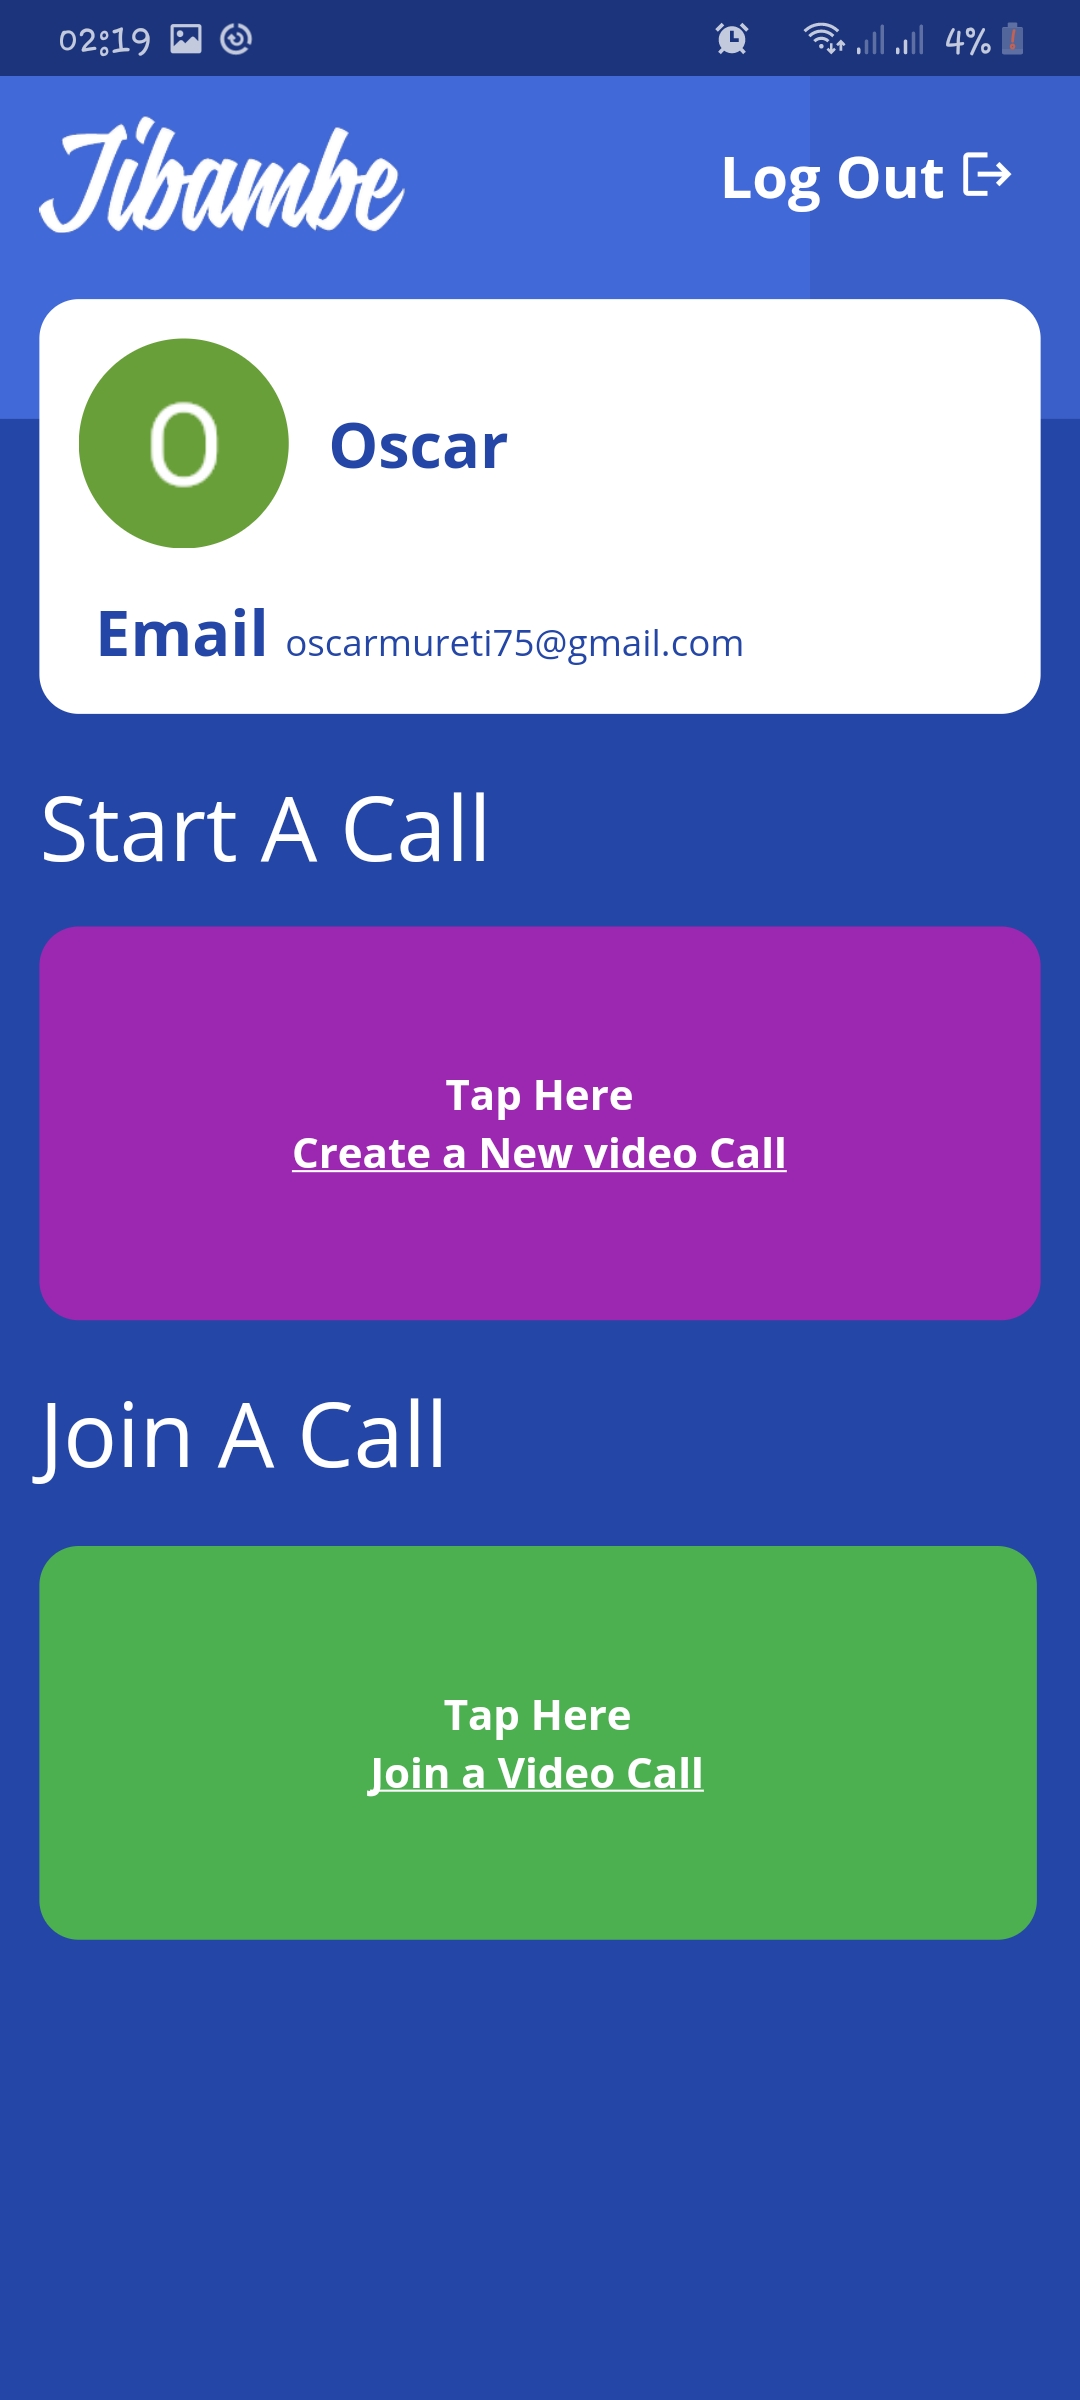 02:19 4%
Jibambe
Log Out
O
Oscar
Email oscarmureti75@gmail.com
Start A Call
Tap Here
Create a New video Call
Join A Call
Tap Here
Join a Video Call